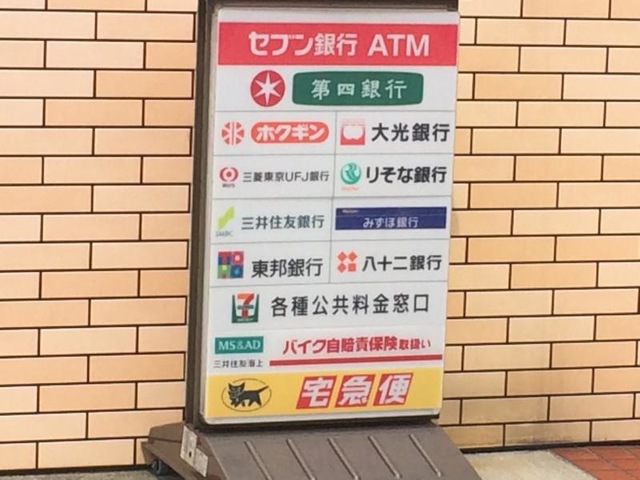 セブン銀行 ATM
第四銀行
ホクギン 大光銀行
三菱東京UFJ銀行 りそな銀行
三井住友銀行 みずほ銀行
東邦銀行 八十二銀行
7 各種公共料金窓口
MS&AD バイク自賠責保険取扱い
三井住友海上
宅急便